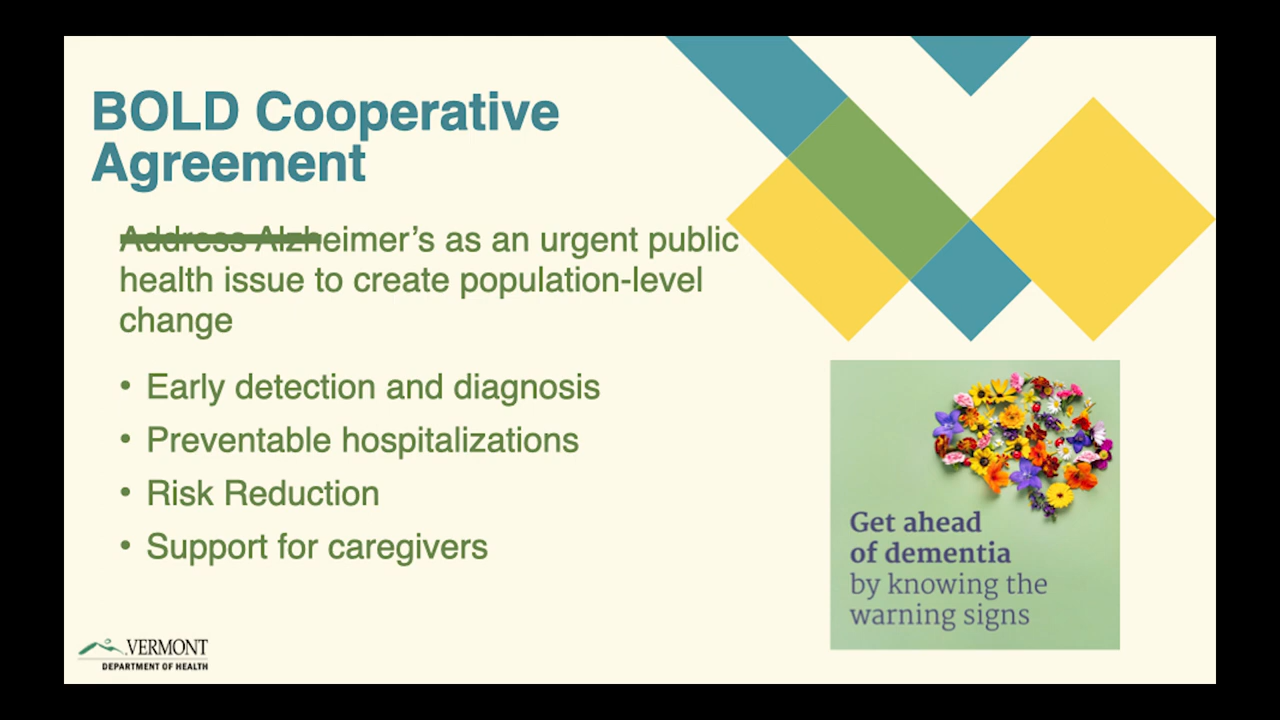 BOLD Cooperative
Agreement
Address Alzheimer's as an urgent public
health issue to create population-level
change
• Early detection and diagnosis
• Preventable hospitalizations
• Risk Reduction
• Support for caregivers
Get ahead
of dementia
by knowing the
warning signs
VERMONT
DEPARTMENT OF HEALTH